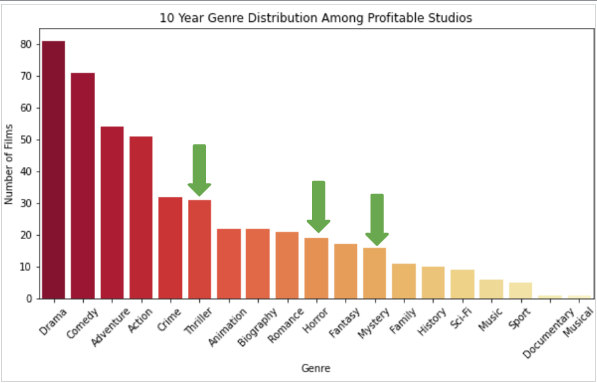 10 Year Genre Distribution Among Profitable Studios
Number of Films
80
70
60
50
40
30
20
10
0
Drama
Comedy
Adventure
Action
Crime
Thriller
Animation
Biography
Romance
Horror
Fantasy
Mystery
Family
History
Sci-Fi
Music
Sport
Documentary
Musical
Genre